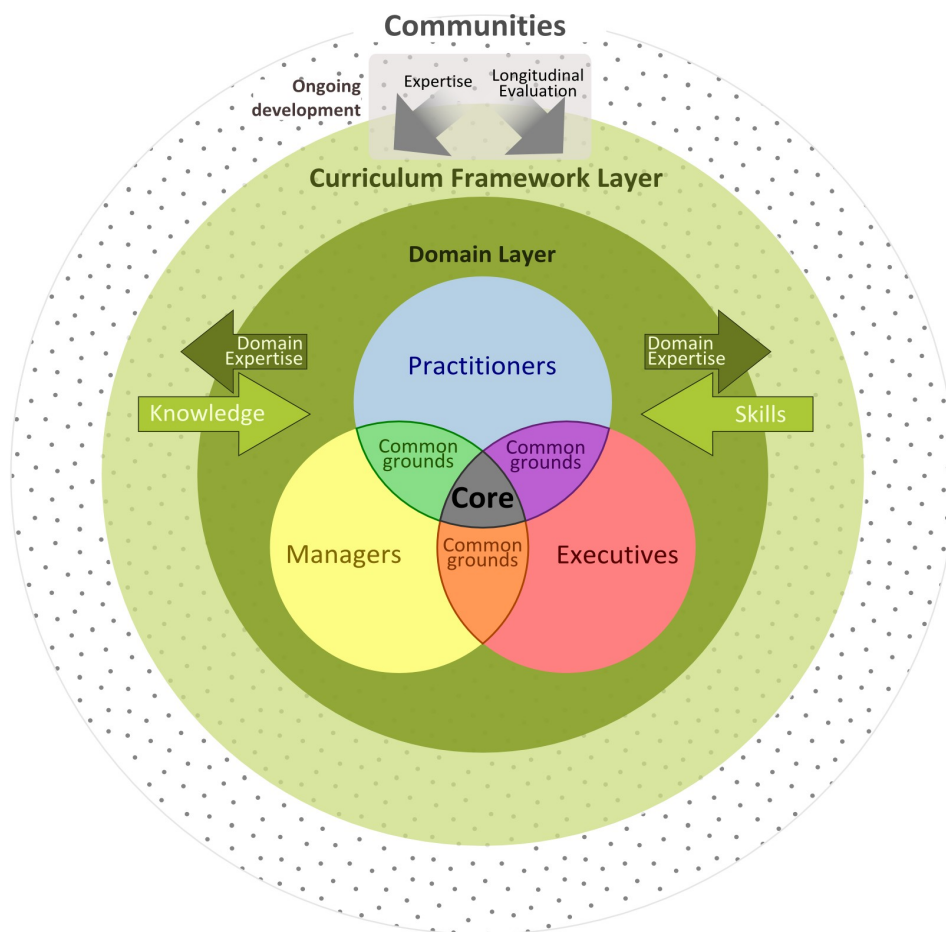 Communities
Ongoing
development
Expertise
Longitudinal
Evaluation
Curriculum Framework Layer
Domain Layer
Domain
Expertise
Domain
Expertise
Practitioners
Knowledge
Skills
Common
grounds
Common
grounds
Core
Managers
Common
grounds
Executives